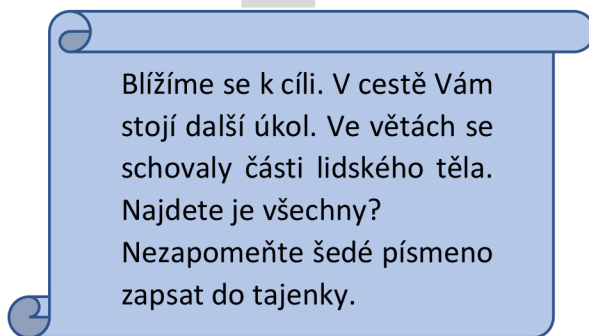 Blížíme se k cíli. V cestě Vám
stojí další úkol. Ve větách se
schovaly části lidského těla.
Najdete je všechny?
Nezapomeňte šedé písmeno
zapsat do tajenky.